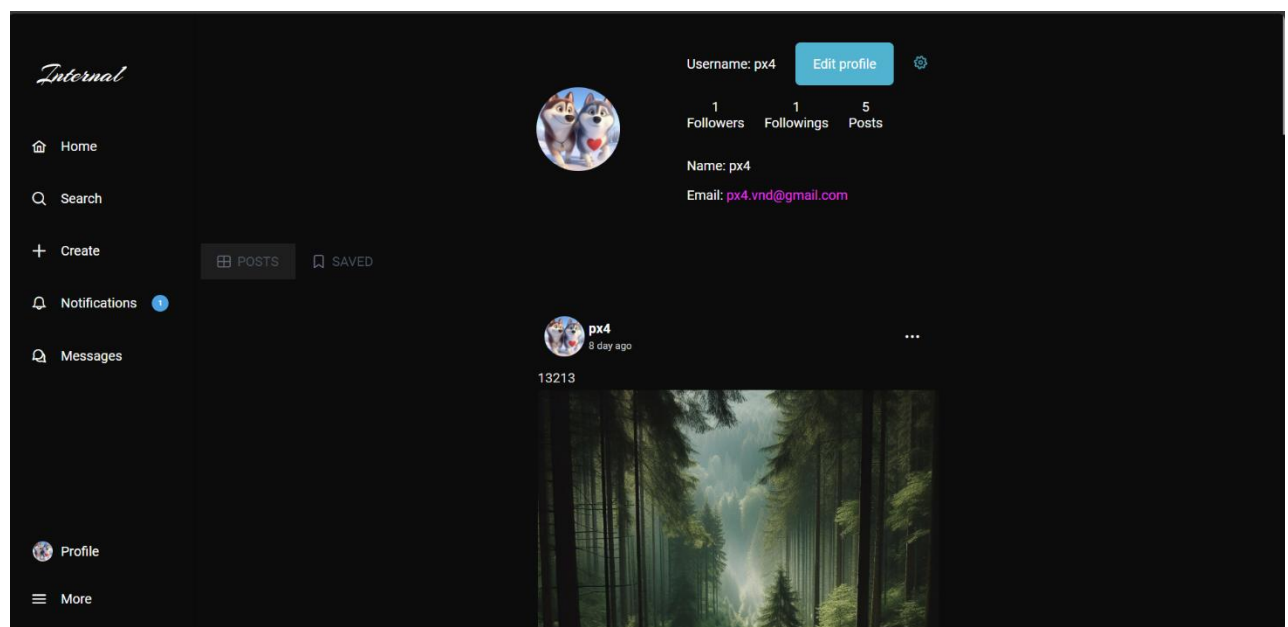 Internal
Home
Search
Create
Notifications 1
Messages
Profile
More
Username: px4 Edit profile
1 1 5
Followers Followings Posts
Name: px4
Email: px4.vnd@gmail.com
POSTS SAVED
px4
8 day ago
13213